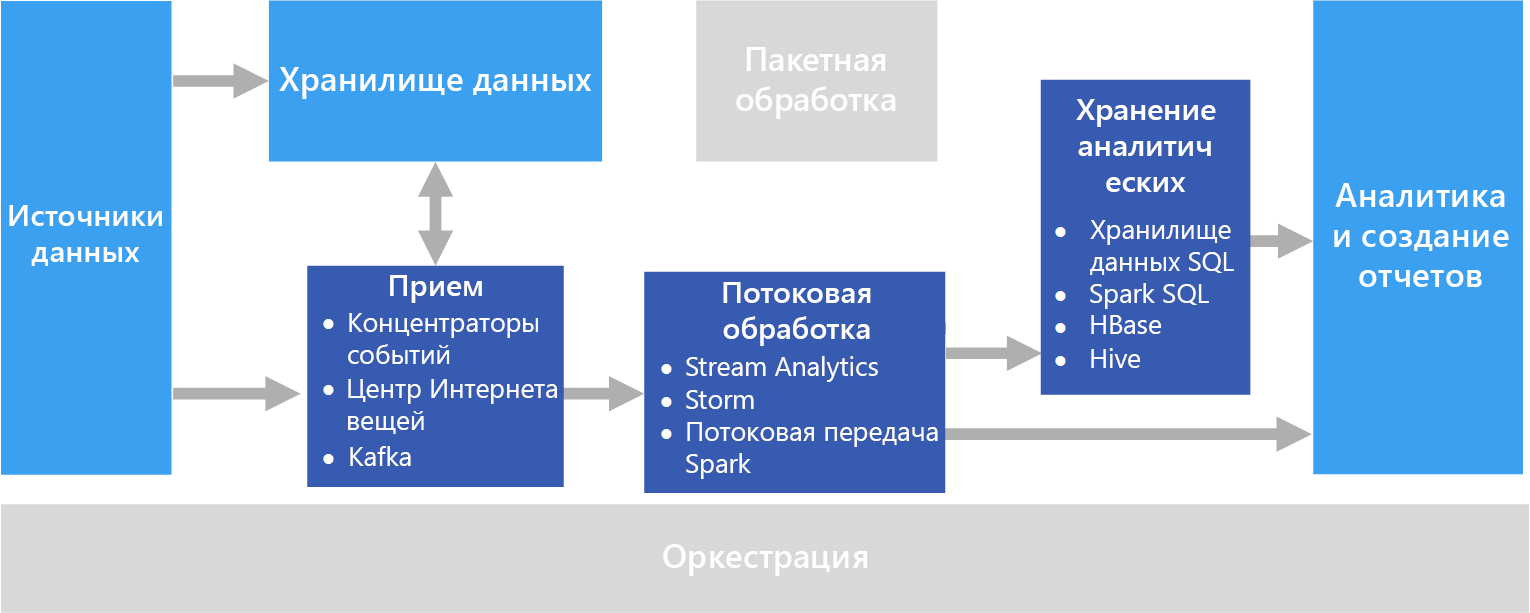 Источники
данных
Хранилище данных
Пакетная
обработка
Прием
• Концентраторы
событий
• Центр Интернета
вещей
• Kafka
Потоковая
обработка
• Stream Analytics
• Storm
• Потоковая передача
Spark
Хранение
аналитич
еских
• Хранилище
данных SQL
• Spark SQL
• HBase
• Hive
Аналитика
и создание
отчетов
Оркестрация